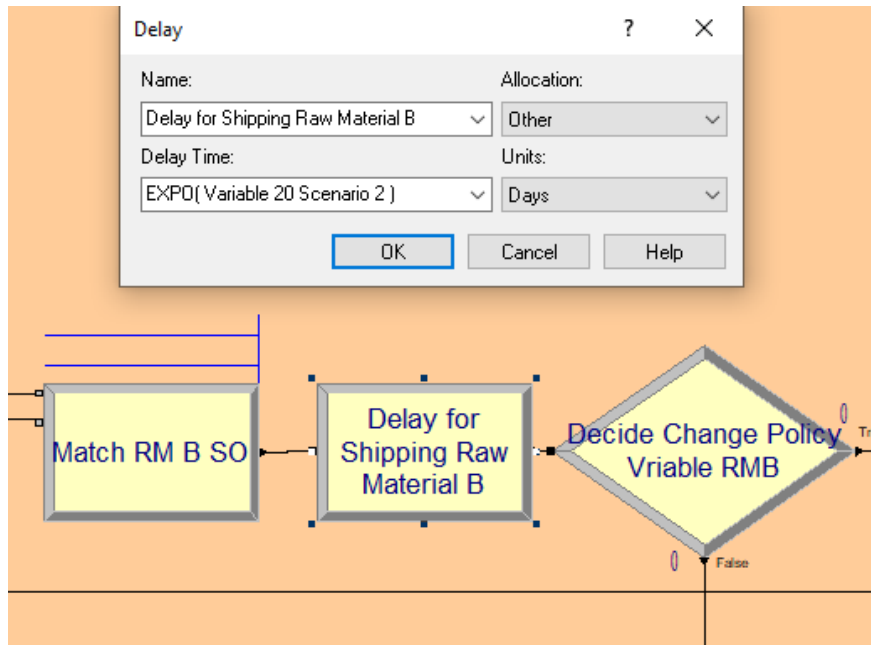 Delay
?
Name:
Allocation:
Delay for Shipping Raw Material B
Other
Delay Time:
Units:
EXPO( Variable 20 Scenario 2 )
Days
OK
Cancel
Help
Match RM B SO
Delay for
Shipping Raw
Material B
Decide Change Policy
Vriable RMB
0
Tr
0
False